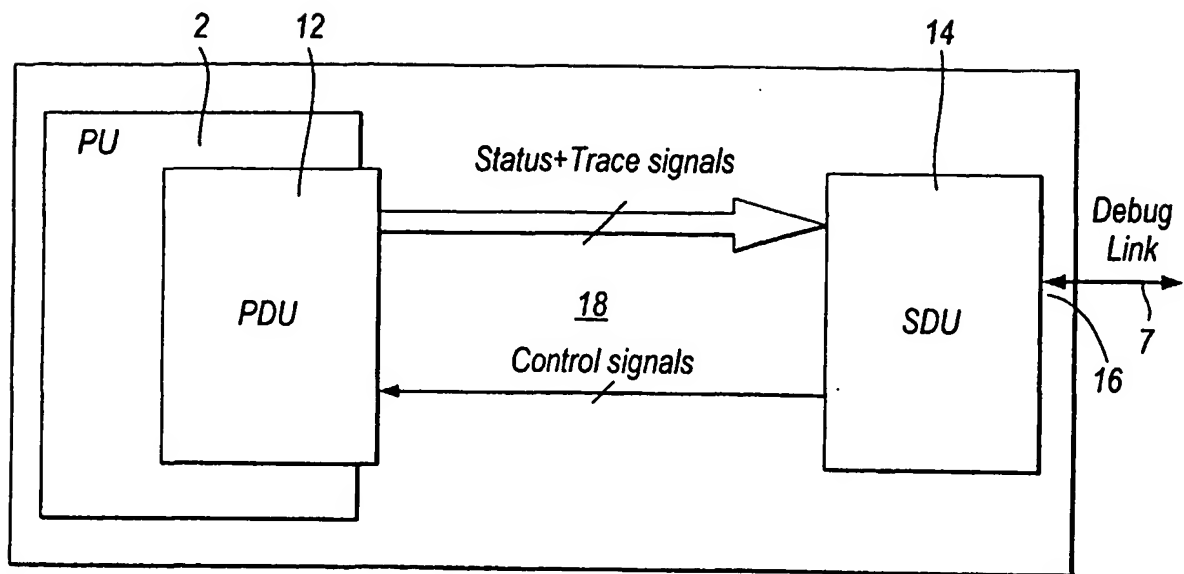 2
12
14
PU
Status+Trace signals
Debug
Link
PDU
18
SDU
7
16
Control signals